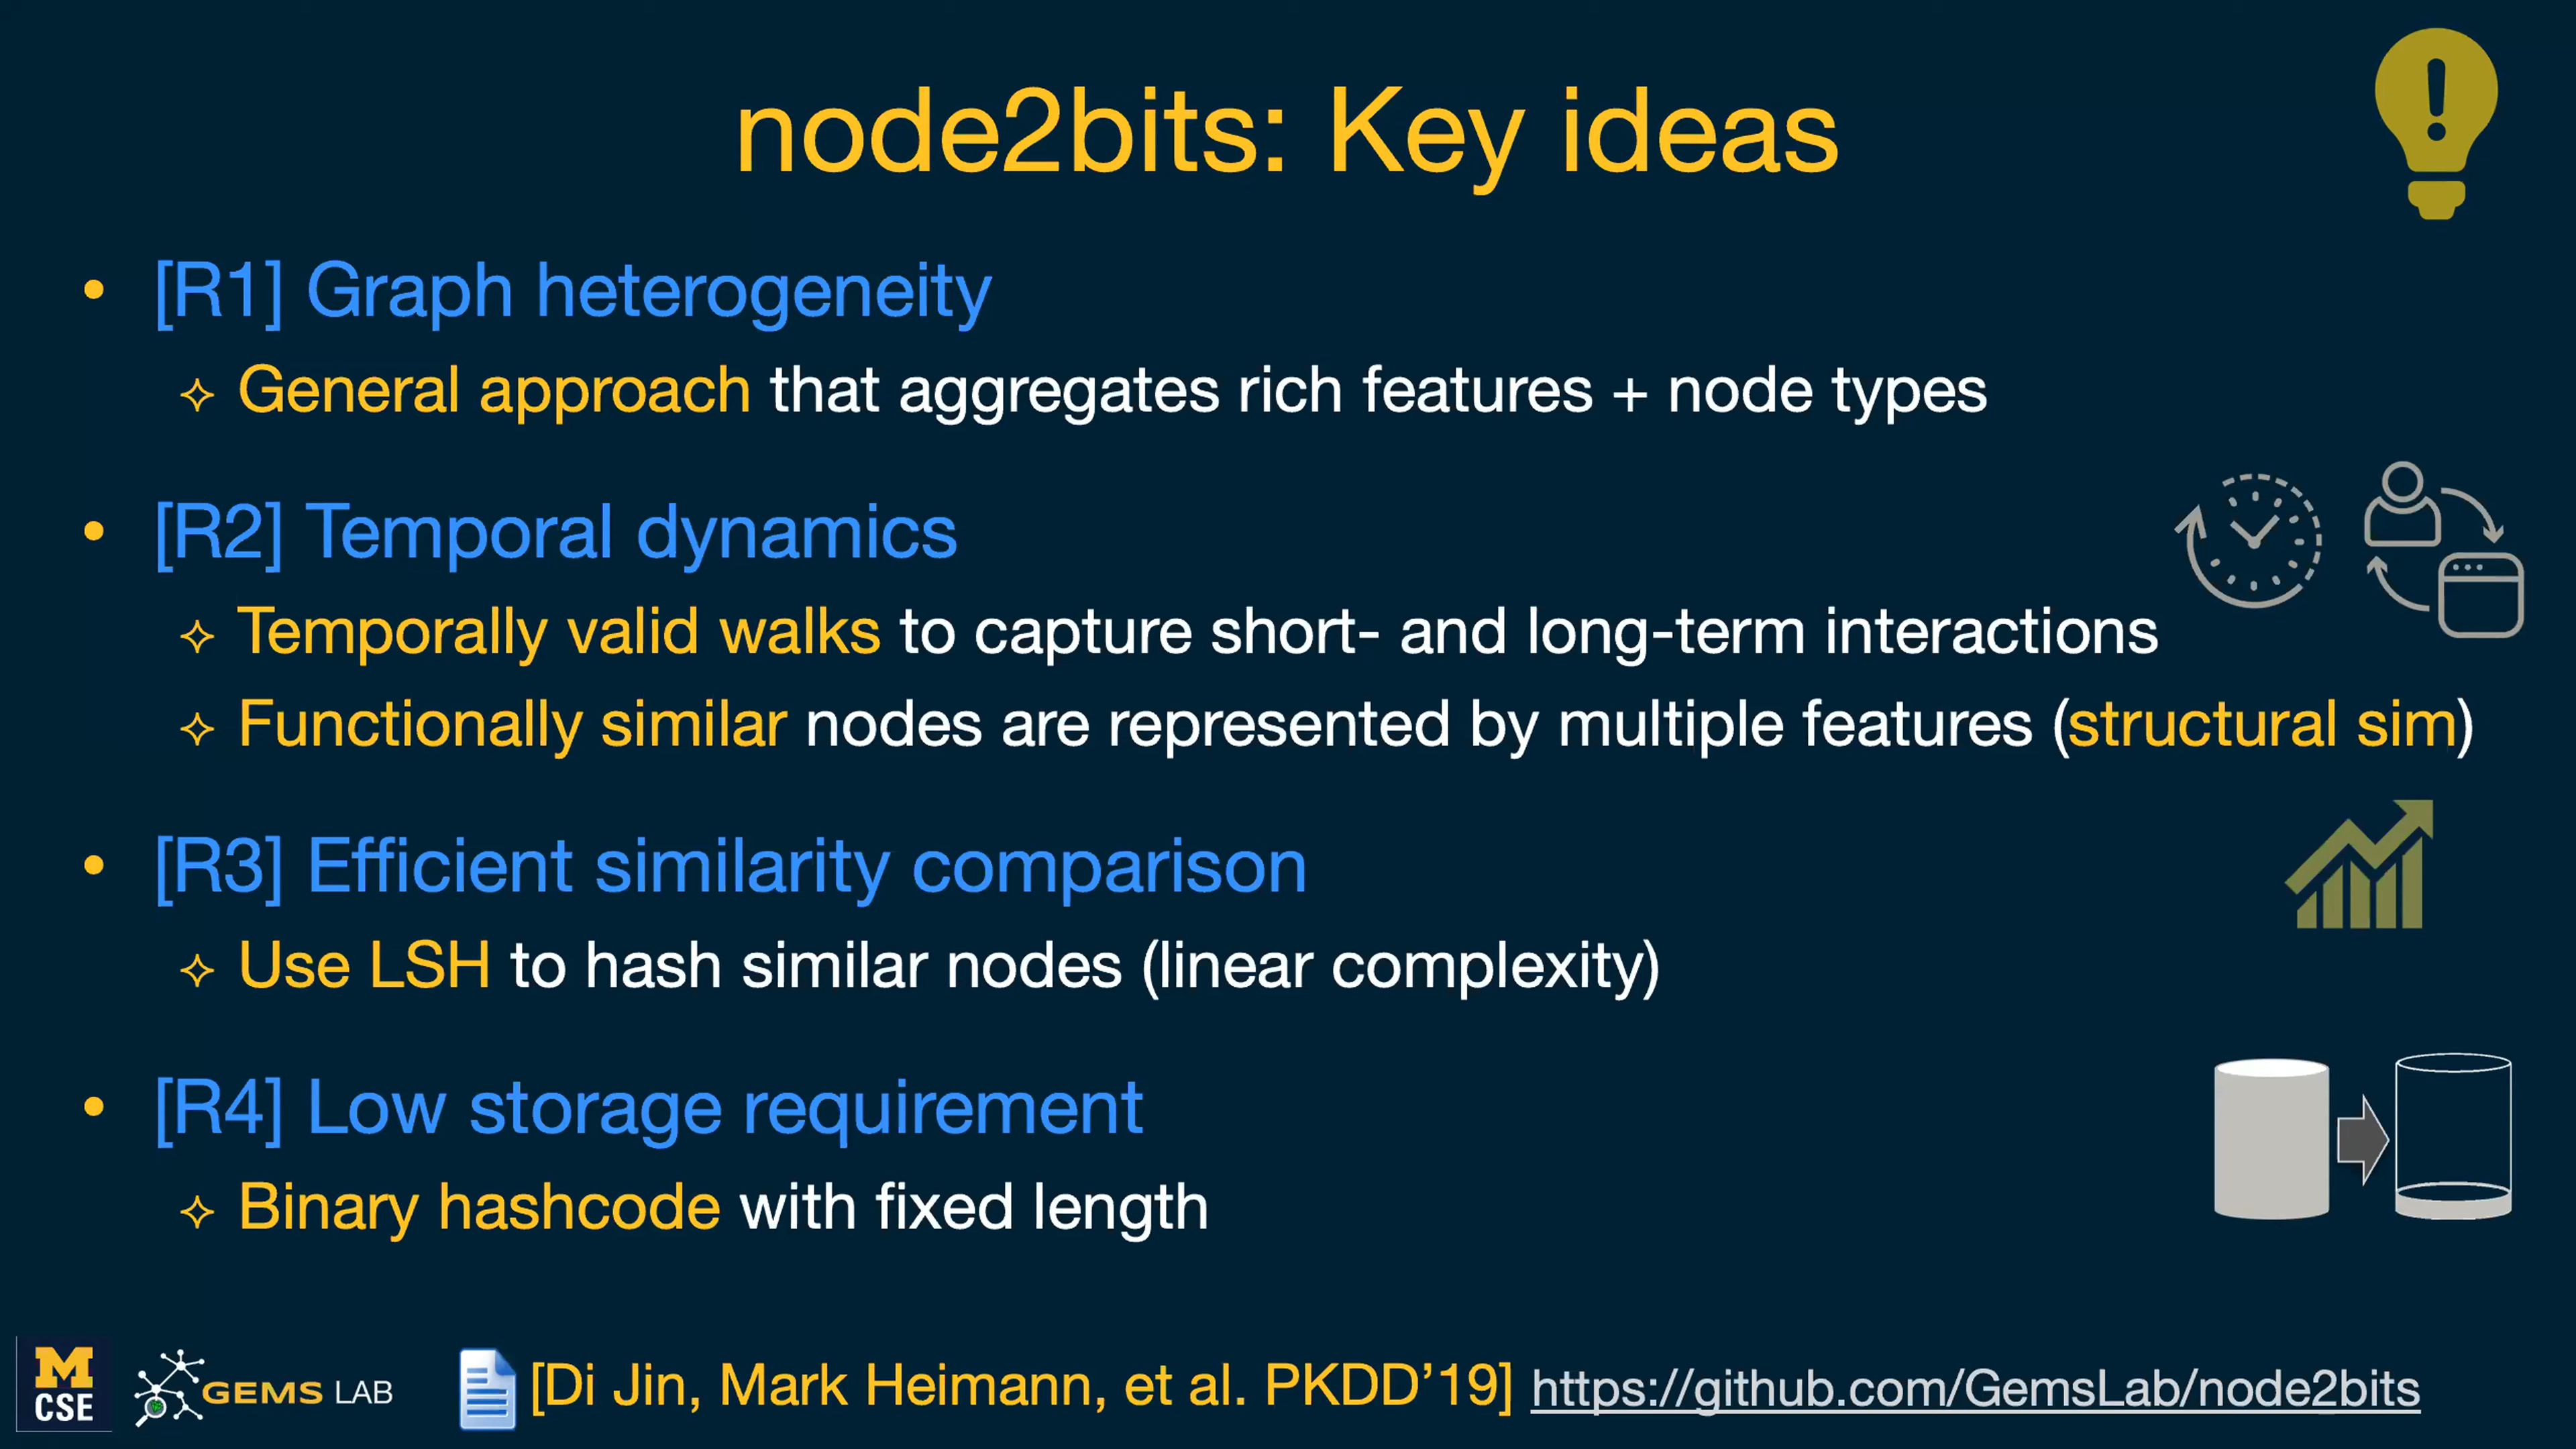 node2bits: Key ideas
• [R1] Graph heterogeneity
✧ General approach that aggregates rich features + node types
• [R2] Temporal dynamics
✧ Temporally valid walks to capture short- and long-term interactions
✧ Functionally similar nodes are represented by multiple features (structural sim)
• [R3] Efficient similarity comparison
✧ Use LSH to hash similar nodes (linear complexity)
• [R4] Low storage requirement
✧ Binary hashcode with fixed length
M CSE GEMS LAB [Di Jin, Mark Heimann, et al. PKDD’19] https://github.com/GemsLab/node2bits